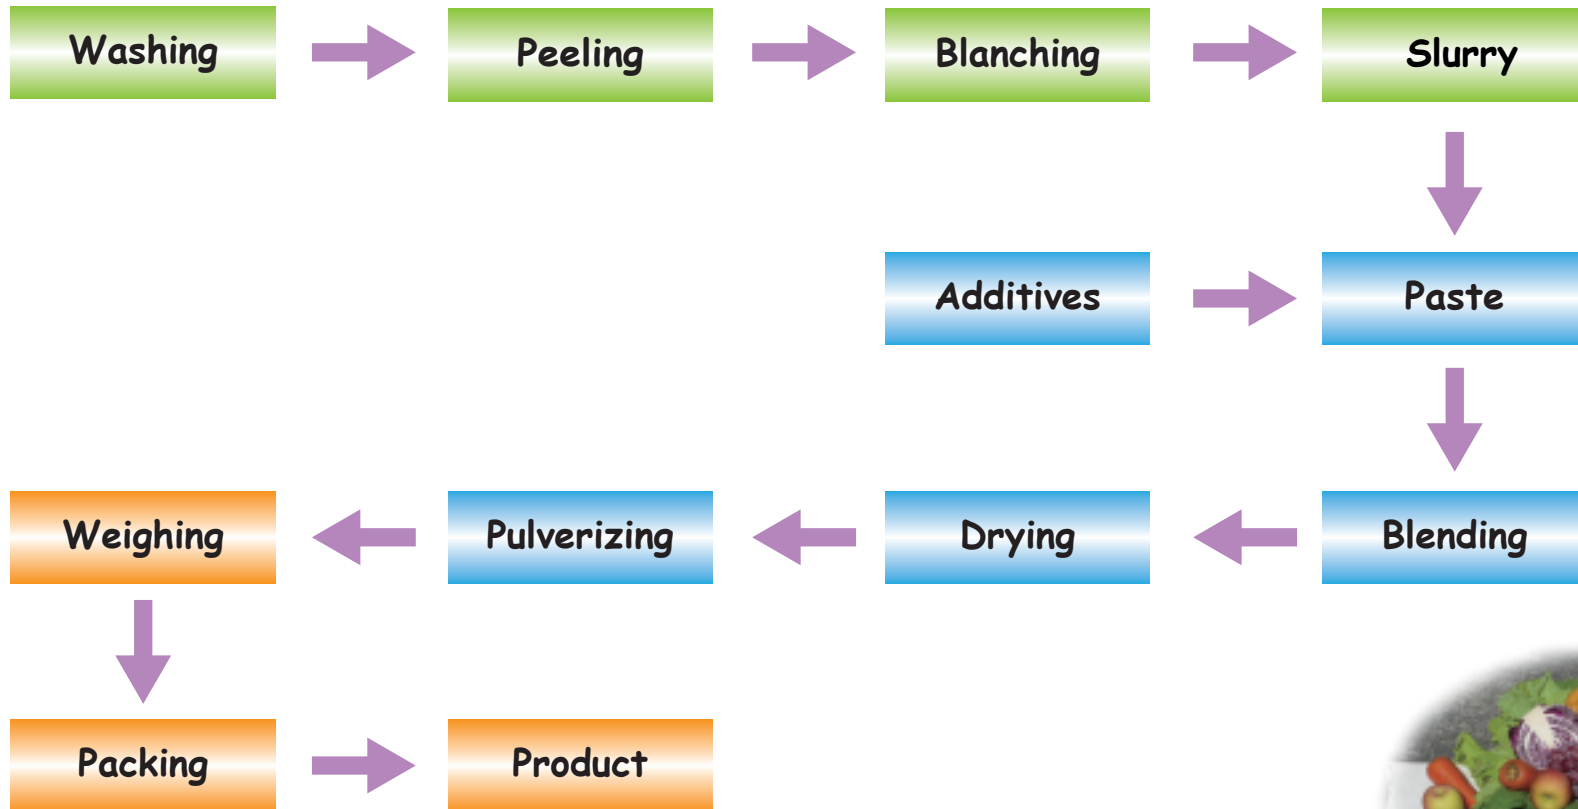 Washing
Peeling
Blanching
Slurry
Additives
Paste
Weighing
Pulverizing
Drying
Blending
Packing
Product